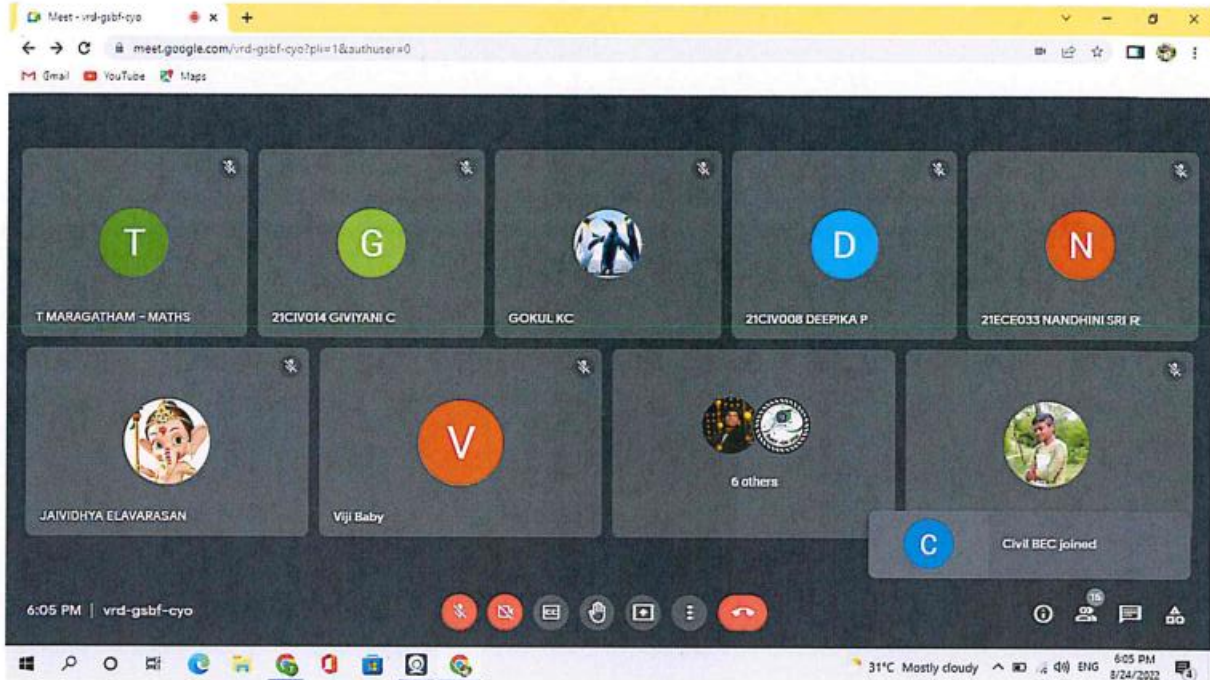 Meet - vrd-gsbf-cyo
meet.google.com/vrd-gsbf-cyo?pli=1&authuser=0
Gmail YouTube Maps
T G D N
T MARAGATHAM - MATHS 21CIV014 GIVIYANI C GOKUL KC 21CIV008 DEEPIKA P 21ECE033 NANDHINI SRI R
V
6 others
JAIVIDHYA ELAVARASAN Viji Baby
C Civil BEC joined
6:05 PM | vrd-gsbf-cyo
CC
15
31°C Mostly cloudy ENG 6:05 PM
8/24/2022
4